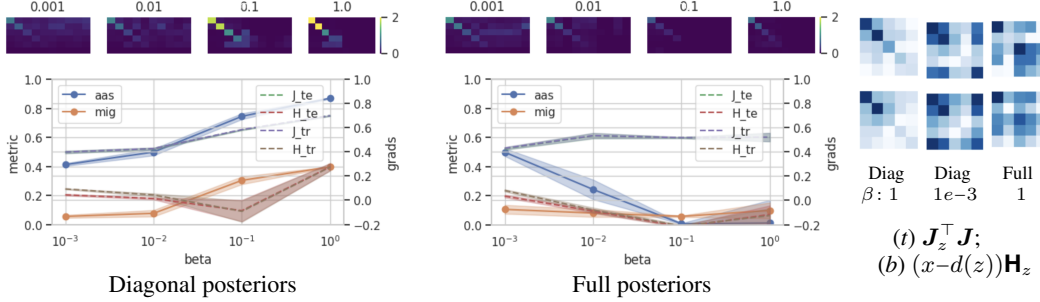 0.001 0.01 0.1 1.0
2
0
1.0
0.8
0.6
0.4
0.2
0.0
metric
aas
mig
J_te
H_te
J_tr
H_tr
1.0
0.8
0.6
0.4
0.2
0.0
−0.2
grads
10⁻³ 10⁻² 10⁻¹ 10⁰
beta
Diagonal posteriors
0.001 0.01 0.1 1.0
2
0
1.0
0.8
0.6
0.4
0.2
0.0
metric
aas
mig
J_te
H_te
J_tr
H_tr
1.0
0.8
0.6
0.4
0.2
0.0
−0.2
grads
10⁻³ 10⁻² 10⁻¹ 10⁰
beta
Full posteriors
Diag Diag Full
β: 1 1e−3 1
(t) J_z^⊤ J;
(b) (x−d(z))H_z